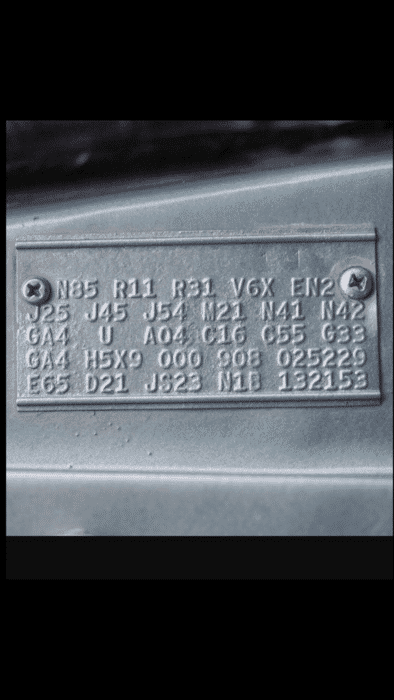 N85 R11 R31 V6X EN2
J25 J45 J54 M21 N41 N42
GA4 U A04 C16 C55 G33
GA4 H5X9 000 908 025229
E65 D21 JS23 N1B 132153